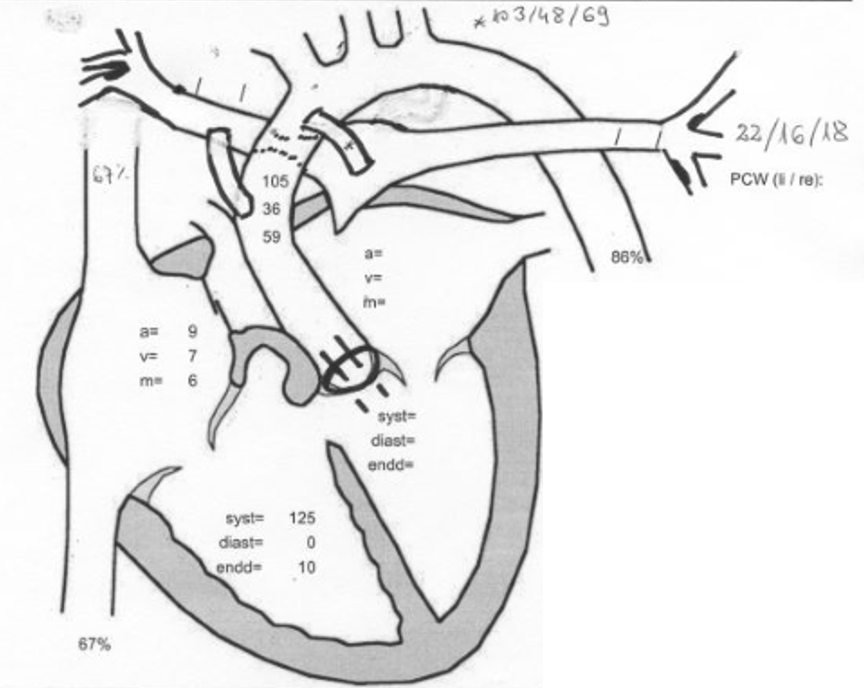 * 103/48/69
22/16/18
PCW (li / re):
67%
105
36
59
a=
v=
m=
86%
a= 9
v= 7
m= 6
syst=
diast=
endd=
syst= 125
diast= 0
endd= 10
67%